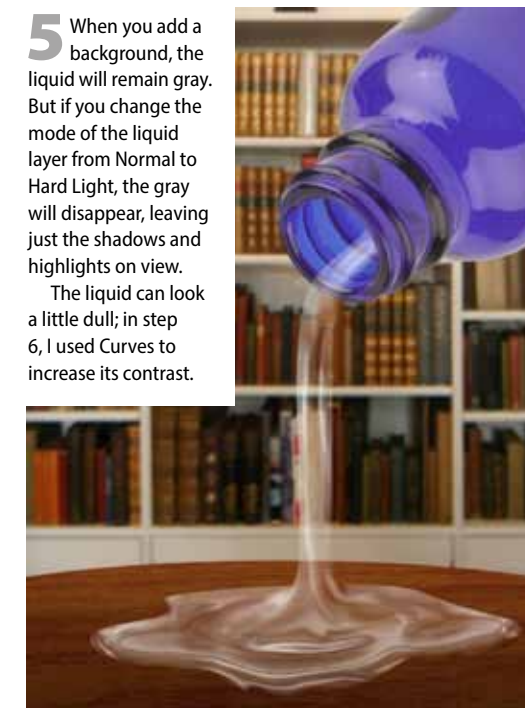 5 When you add a
background, the
liquid will remain gray.
But if you change the
mode of the liquid
layer from Normal to
Hard Light, the gray
will disappear, leaving
just the shadows and
highlights on view.
The liquid can look
a little dull; in step
6, I used Curves to
increase its contrast.